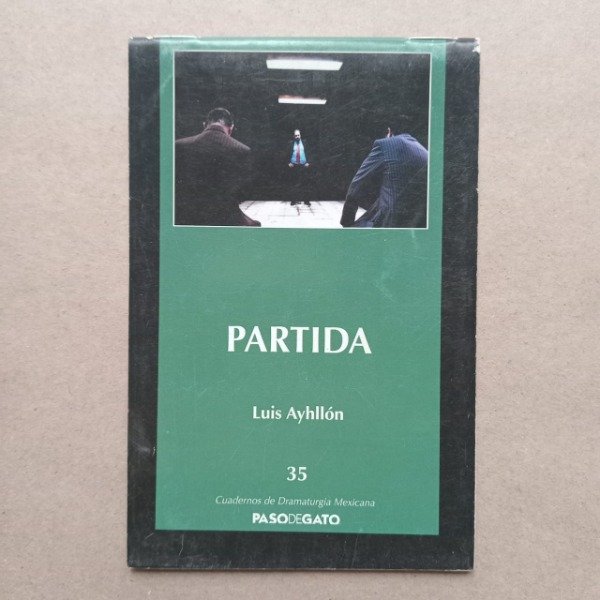 PARTIDA
Luis Ayhllón
35
Cuadernos de Dramaturgia Mexicana
PASODEGATO